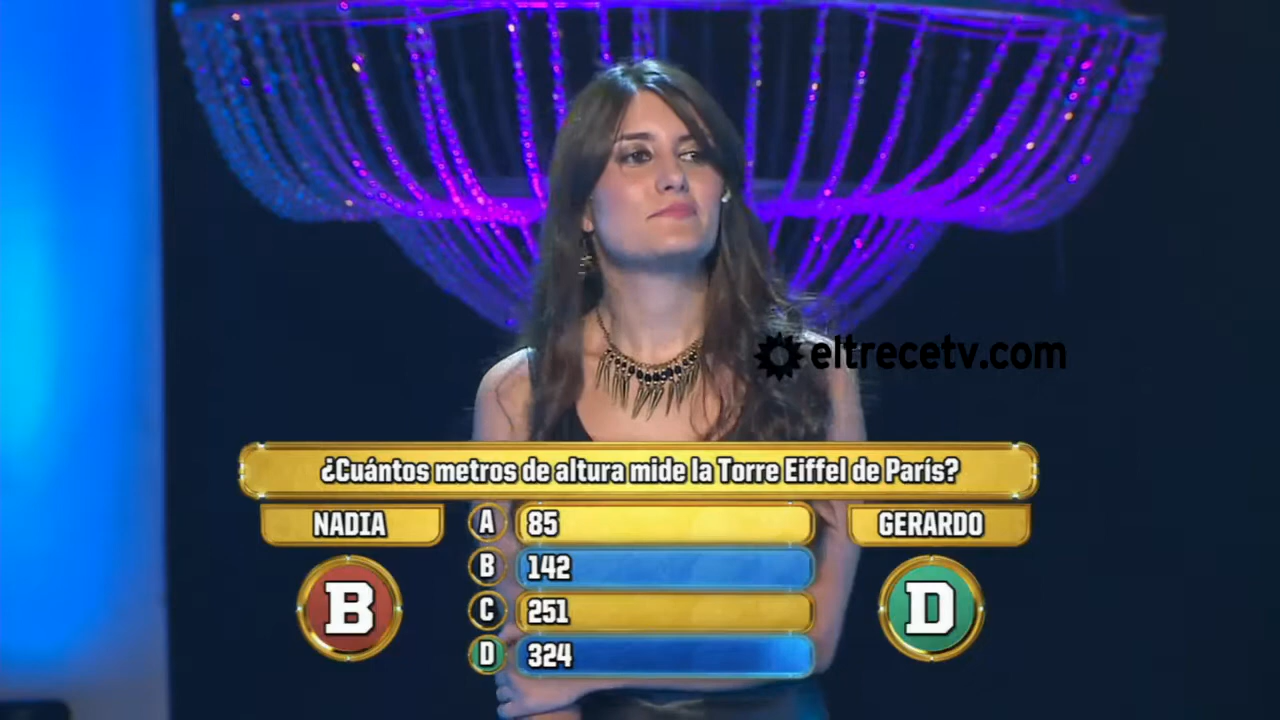 eltrecetv.com
¿Cuántos metros de altura mide la Torre Eiffel de París?
NADIA
A 85
B 142
C 251
D 324
B
GERARDO
D